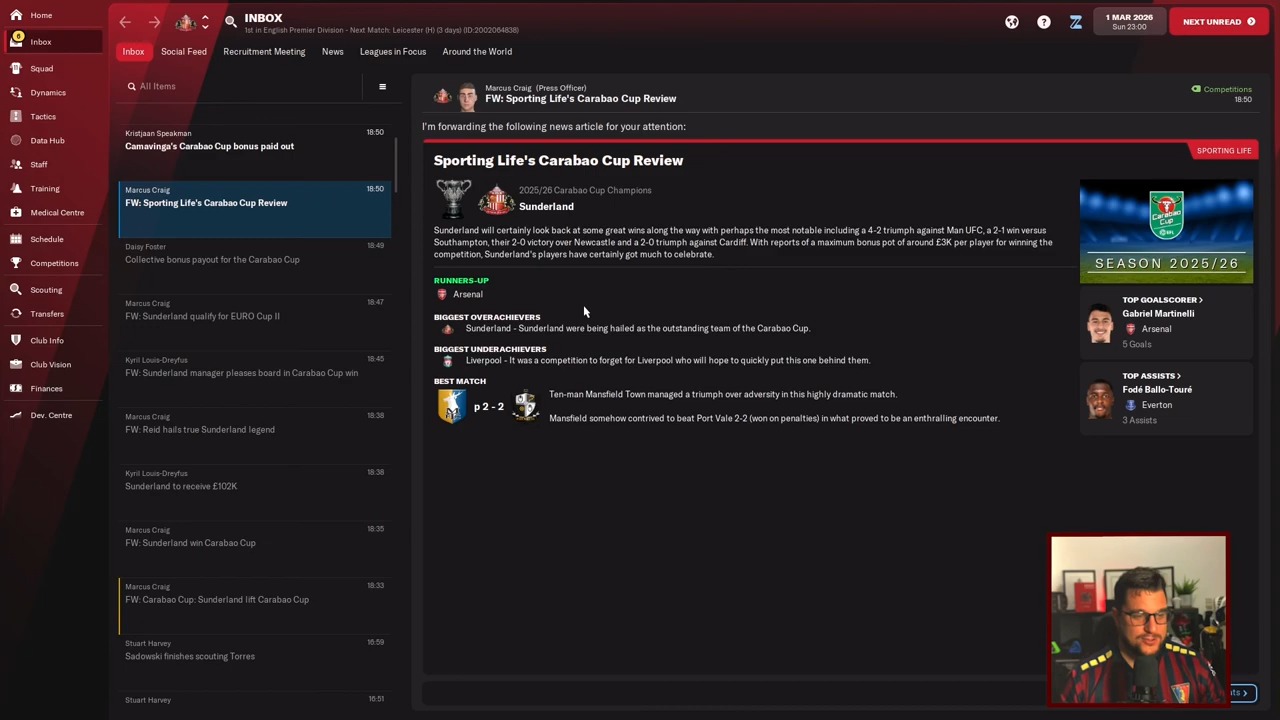 Home
6
Inbox
Squad
Dynamics
Tactics
Data Hub
Staff
Training
Medical Centre
Schedule
Competitions
Scouting
Transfers
Club Info
Club Vision
Finances
Dev. Centre
INBOX
1st in English Premier Division - Next Match: Leicester (H) (3 days) (ID:2002064838)
1 MAR 2026
Sun 23:00
NEXT UNREAD
Inbox
Social Feed
Recruitment Meeting
News
Leagues in Focus
Around the World
All Items
Kristjaan Speakman
18:50
Camavinga's Carabao Cup bonus paid out
Marcus Craig
18:50
FW: Sporting Life's Carabao Cup Review
Daisy Foster
18:49
Collective bonus payout for the Carabao Cup
Marcus Craig
18:47
FW: Sunderland qualify for EURO Cup II
Kyril Louis-Dreyfus
18:45
FW: Sunderland manager pleases board in Carabao Cup win
Marcus Craig
18:38
FW: Reid hails true Sunderland legend
Kyril Louis-Dreyfus
18:38
Sunderland to receive £102K
Marcus Craig
18:35
FW: Sunderland win Carabao Cup
Marcus Craig
18:33
FW: Carabao Cup: Sunderland lift Carabao Cup
Stuart Harvey
16:59
Sadowski finishes scouting Torres
Stuart Harvey
16:51
Marcus Craig (Press Officer)
FW: Sporting Life's Carabao Cup Review
Competitions
18:50
I'm forwarding the following news article for your attention:
SPORTING LIFE
Sporting Life's Carabao Cup Review
2025/26 Carabao Cup Champions
Sunderland
Sunderland will certainly look back at some great wins along the way with perhaps the most notable including a 4-2 triumph against Man UFC, a 2-1 win versus
Southampton, their 2-0 victory over Newcastle and a 2-0 triumph against Cardiff. With reports of a maximum bonus pot of around £3K per player for winning the
competition, Sunderland's players have certainly got much to celebrate.
RUNNERS-UP
Arsenal
BIGGEST OVERACHIEVERS
Sunderland - Sunderland were being hailed as the outstanding team of the Carabao Cup.
BIGGEST UNDERACHIEVERS
Liverpool - It was a competition to forget for Liverpool who will hope to quickly put this one behind them.
BEST MATCH
p 2 - 2
Ten-man Mansfield Town managed a triumph over adversity in this highly dramatic match.
Mansfield somehow contrived to beat Port Vale 2-2 (won on penalties) in what proved to be an enthralling encounter.
Carabao
Cup
EFL
SEASON 2025/26
TOP GOALSCORER
Gabriel Martinelli
Arsenal
5 Goals
TOP ASSISTS
Fodé Ballo-Touré
Everton
3 Assists